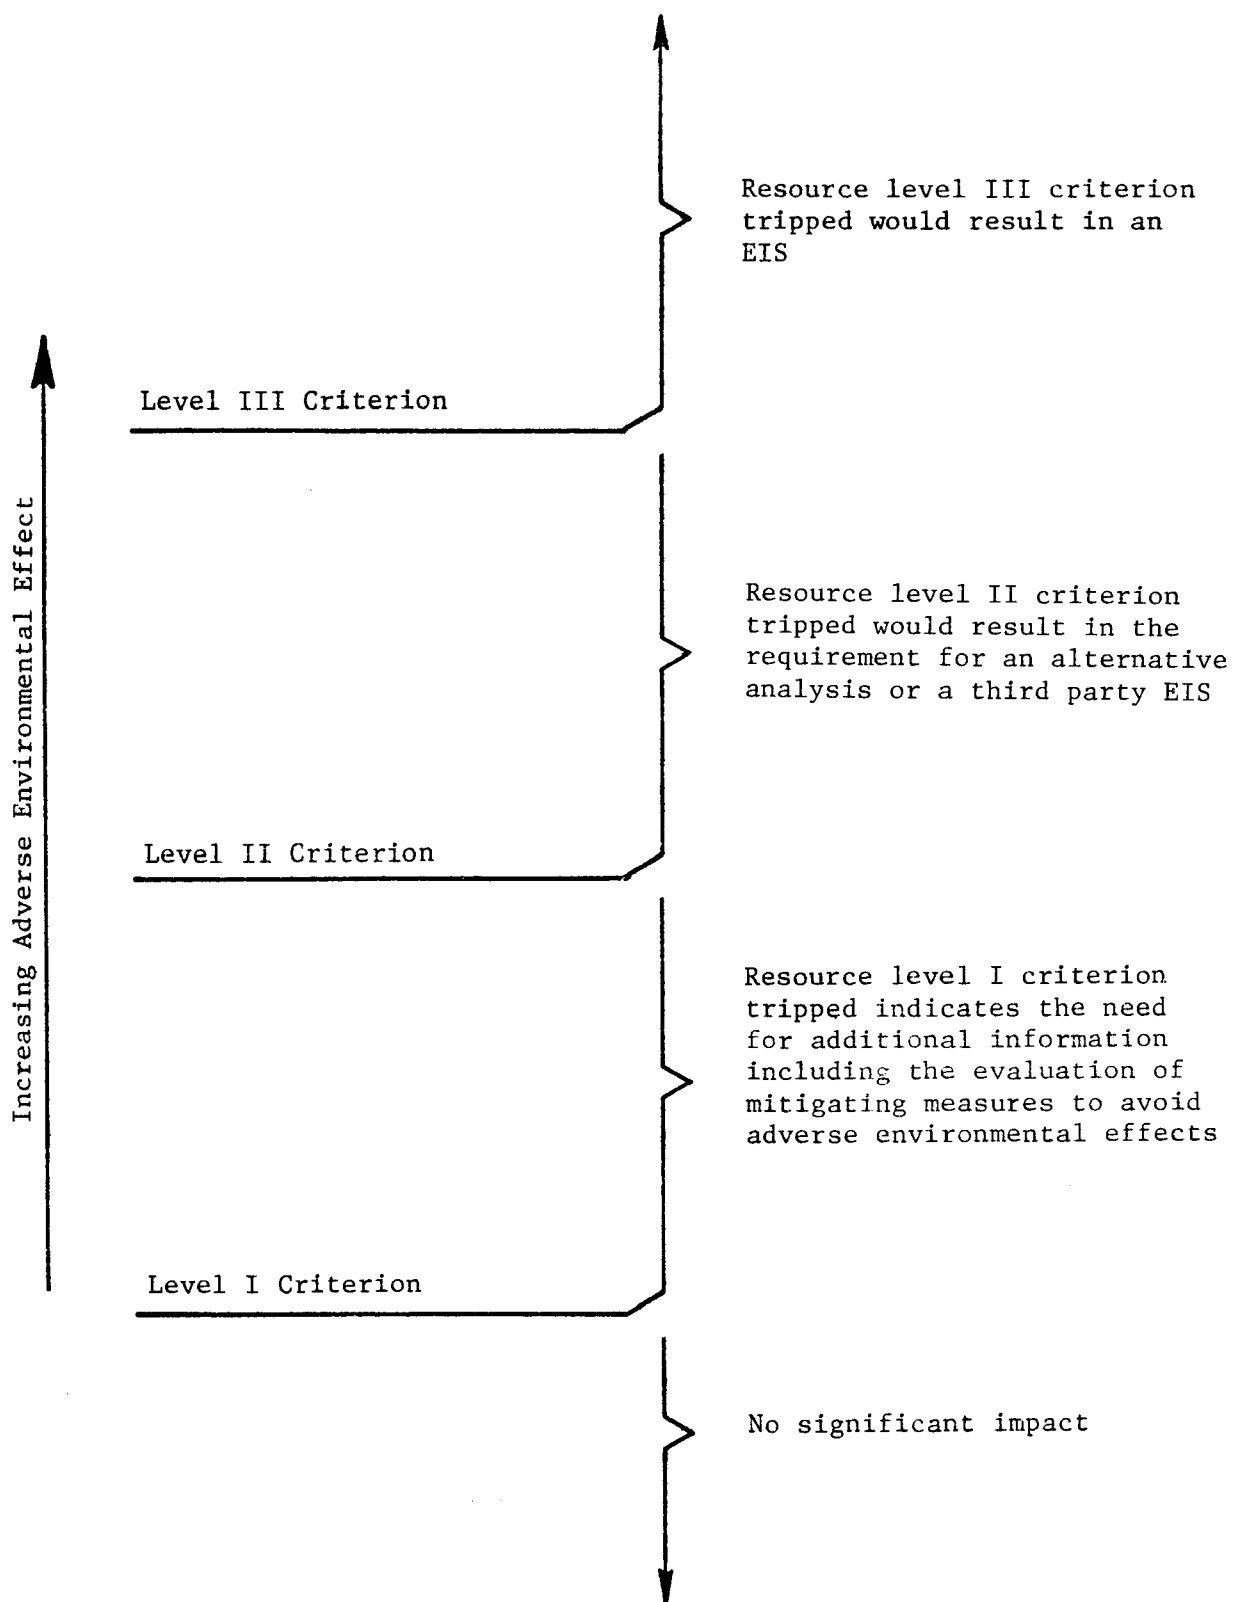 Resource level III criterion
tripped would result in an
EIS
Level III Criterion
Increasing Adverse Environmental Effect
Resource level II criterion
tripped would result in the
requirement for an alternative
analysis or a third party EIS
Level II Criterion
Resource level I criterion
tripped indicates the need
for additional information
including the evaluation of
mitigating measures to avoid
adverse environmental effects
Level I Criterion
No significant impact